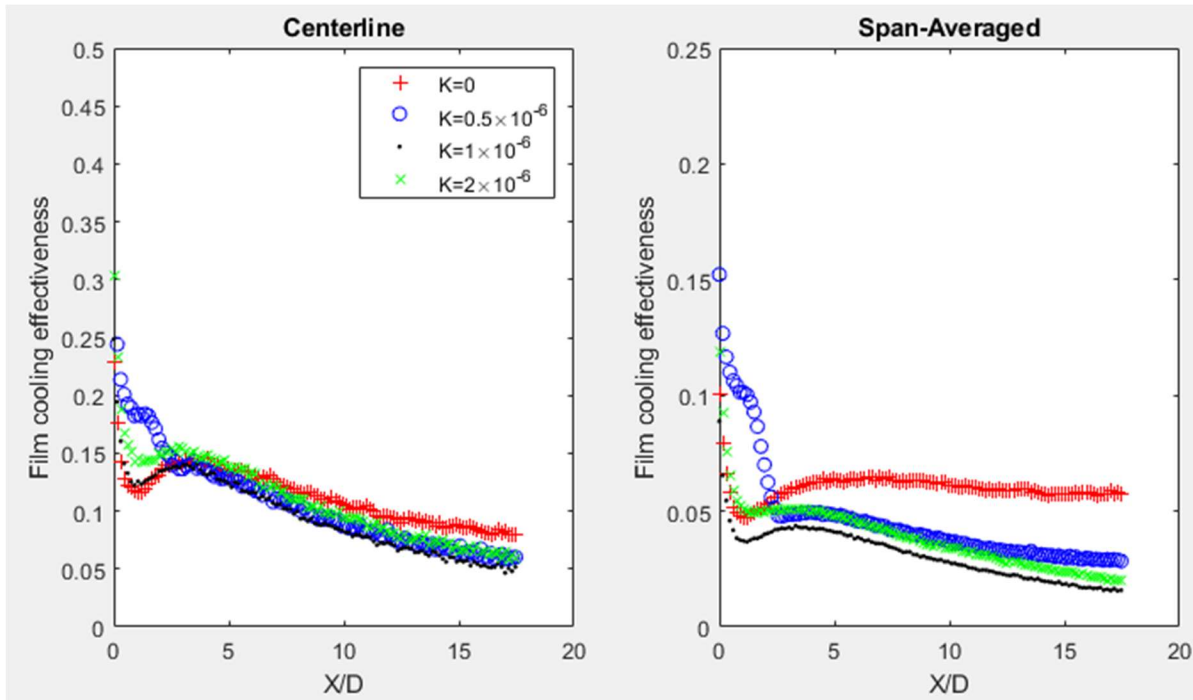 Centerline
Film cooling effectiveness
0.5
0.45
0.4
0.35
0.3
0.25
0.2
0.15
0.1
0.05
0
K=0
K=0.5×10⁻⁶
K=1×10⁻⁶
K=2×10⁻⁶
0 5 10 15 20
X/D
Span-Averaged
Film cooling effectiveness
0.25
0.2
0.15
0.1
0.05
0
0 5 10 15 20
X/D